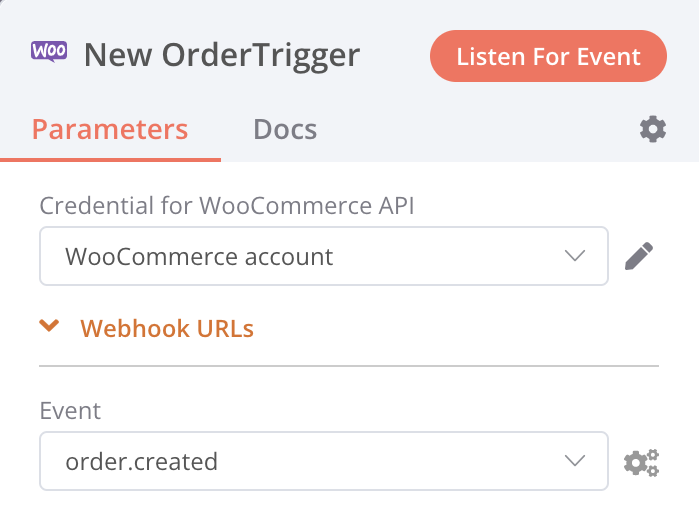 Woo New OrderTrigger Listen For Event
Parameters Docs
Credential for WooCommerce API
WooCommerce account
Webhook URLs
Event
order.created